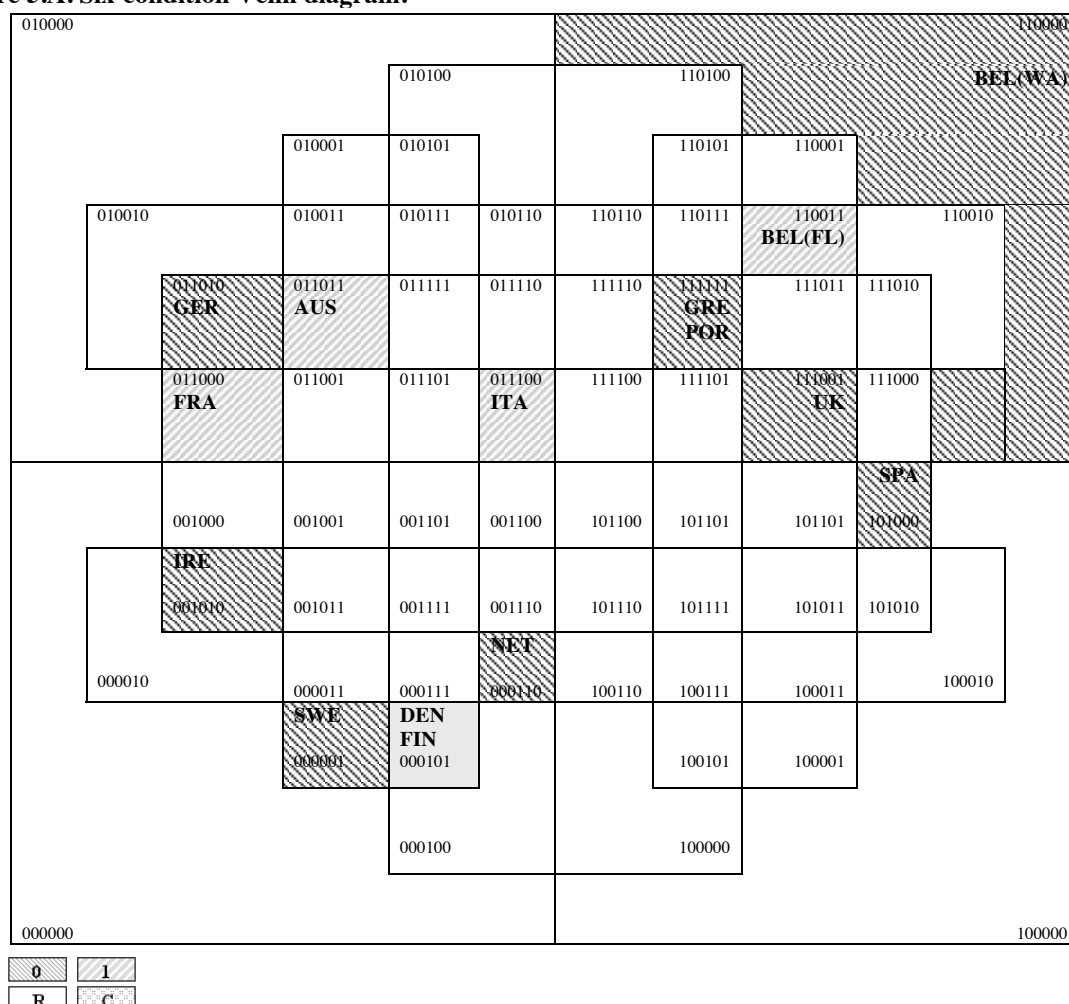 re 5.A. Six-condition Venn diagram.
010000 110000
010100 110100 BEL(WA)
010001 010101 110101 110001
010010 010011 010111 010110 110110 110111 110011 110010
BEL(FL)
011010 011011 011111 011110 111110 111111 111011 111010
GER AUS GRE
POR
011000 011001 011101 011100 111100 111101 111001 111000
FRA ITA UK
SPA
001000 001001 001101 001100 101100 101101 101101 101000
IRE
001010 001011 001111 001110 101110 101111 101011 101010
NET
000010 000011 000111 000110 100110 100111 100011 100010
SWE DEN
FIN
000001 000101 100101 100001
000100 100000
000000 100000
0 1
R C